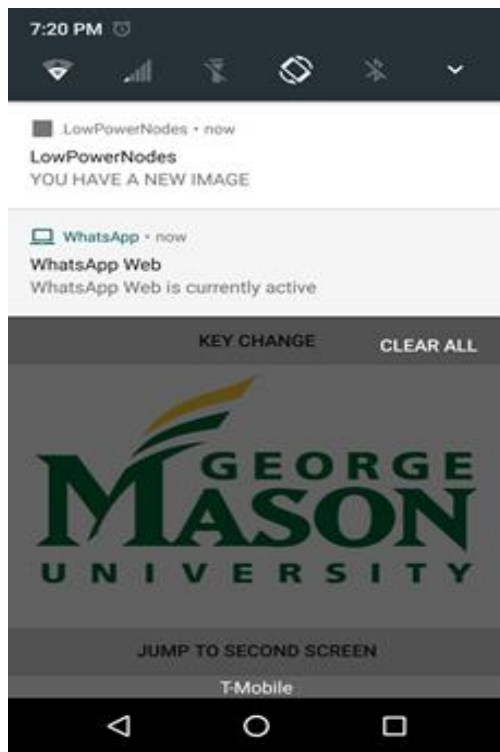 7:20 PM
LowPowerNodes • now
LowPowerNodes
YOU HAVE A NEW IMAGE
WhatsApp • now
WhatsApp Web
WhatsApp Web is currently active
KEY CHANGE
CLEAR ALL
GEORGE
MASON
UNIVERSITY
JUMP TO SECOND SCREEN
T-Mobile